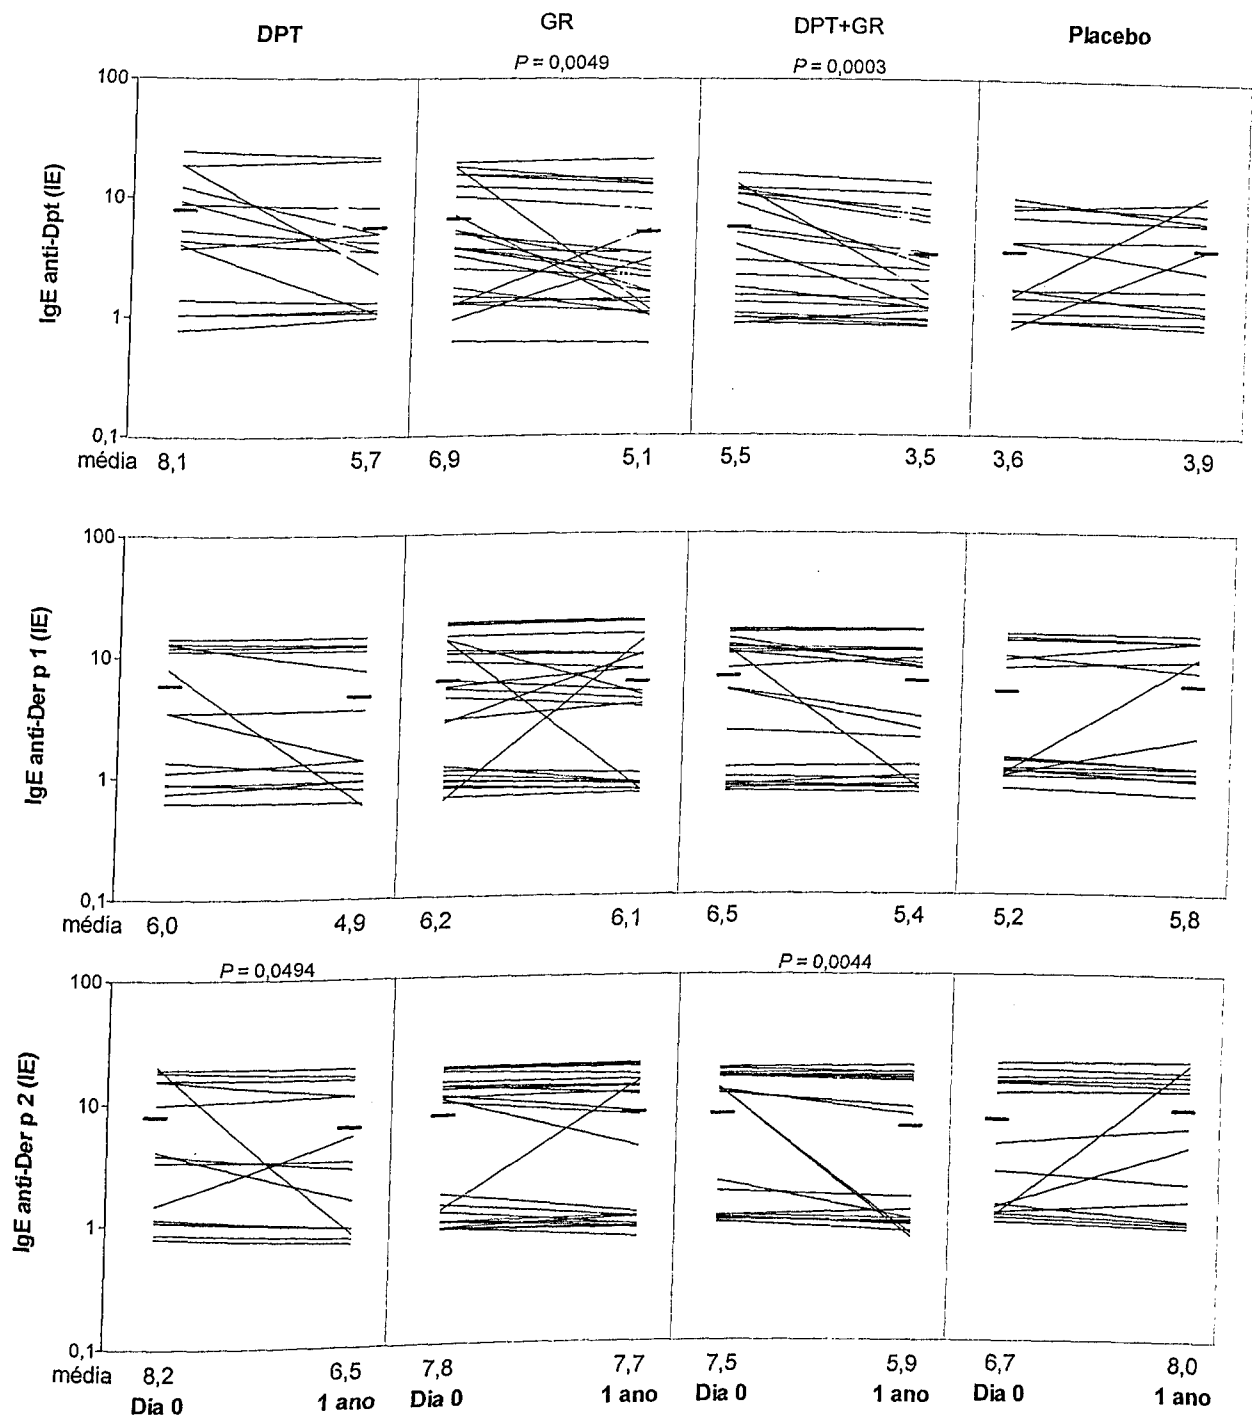 DPT GR DPT+GR Placebo
P = 0,0049 P = 0,0003
IgE anti-Dpt (IE)
100
10
1
0,1
média 8,1 5,7 6,9 5,1 5,5 3,5 3,6 3,9
IgE anti-Der p 1 (IE)
100
10
1
0,1
média 6,0 4,9 6,2 6,1 6,5 5,4 5,2 5,8
P = 0,0494 P = 0,0044
IgE anti-Der p 2 (IE)
100
10
1
0,1
média 8,2 6,5 7,8 7,7 7,5 5,9 6,7 8,0
Dia 0 1 ano Dia 0 1 ano Dia 0 1 ano Dia 0 1 ano